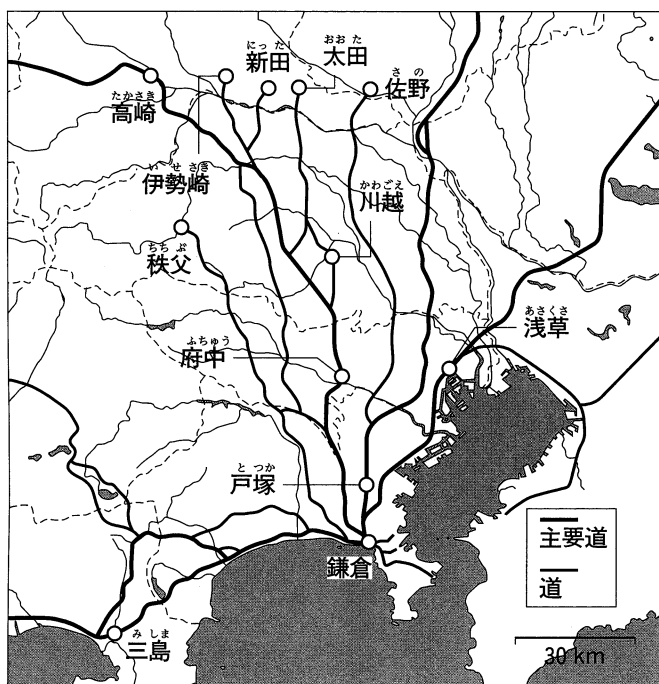 にった
新田
おおた
太田
さの
佐野
たかさき
高崎
いせさき
伊勢崎
かわごえ
川越
ちちぶ
秩父
あさくさ
浅草
ふちゅう
府中
とつか
戸塚
鎌倉
主要道
道
みしま
三島
30 km